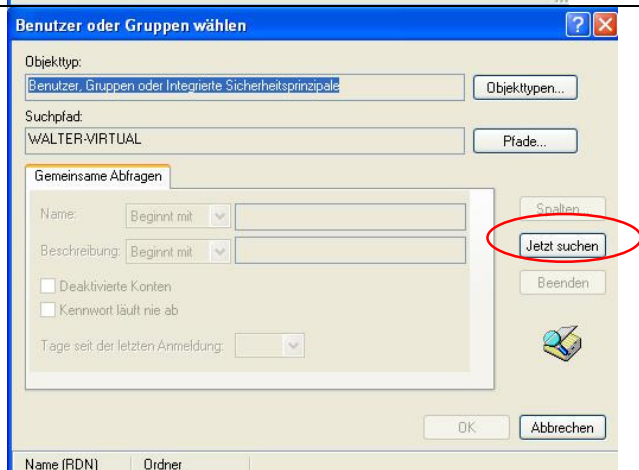 Benutzer oder Gruppen wählen
Objekttyp:
Benutzer, Gruppen oder Integrierte Sicherheitsprinzipale
Objekttypen...
Suchpfad:
WALTER-VIRTUAL
Pfade...
Gemeinsame Abfragen
Name: Beginnt mit
Spalten...
Beschreibung: Beginnt mit
Jetzt suchen
Deaktivierte Konten
Beenden
Kennwort läuft nie ab
Tage seit der letzten Anmeldung:
OK Abbrechen
Name (RDN) Ordner